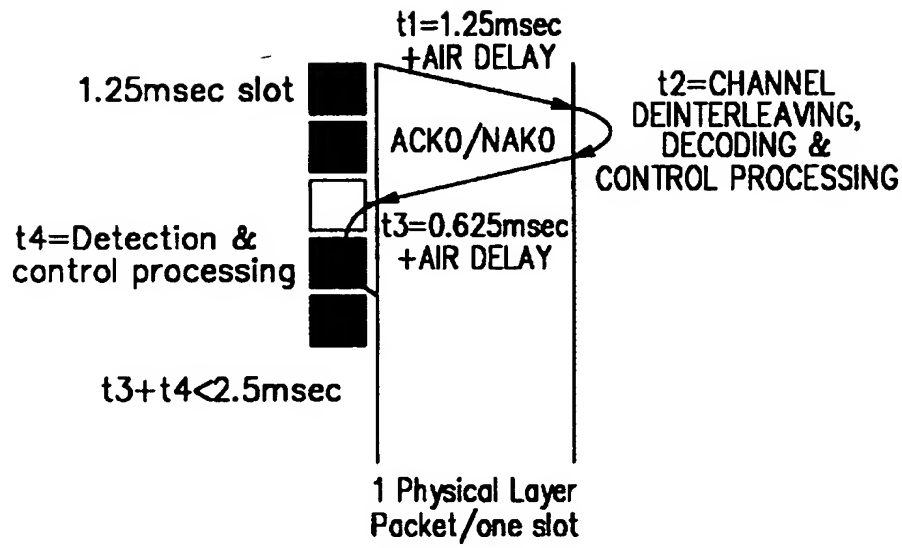 t1=1.25msec
+AIR DELAY
1.25msec slot
t2=CHANNEL
DEINTERLEAVING,
DECODING &
CONTROL PROCESSING
ACK0/NAK0
t3=0.625msec
+AIR DELAY
t4=Detection &
control processing
t3+t4<2.5msec
1 Physical Layer
Packet/one slot